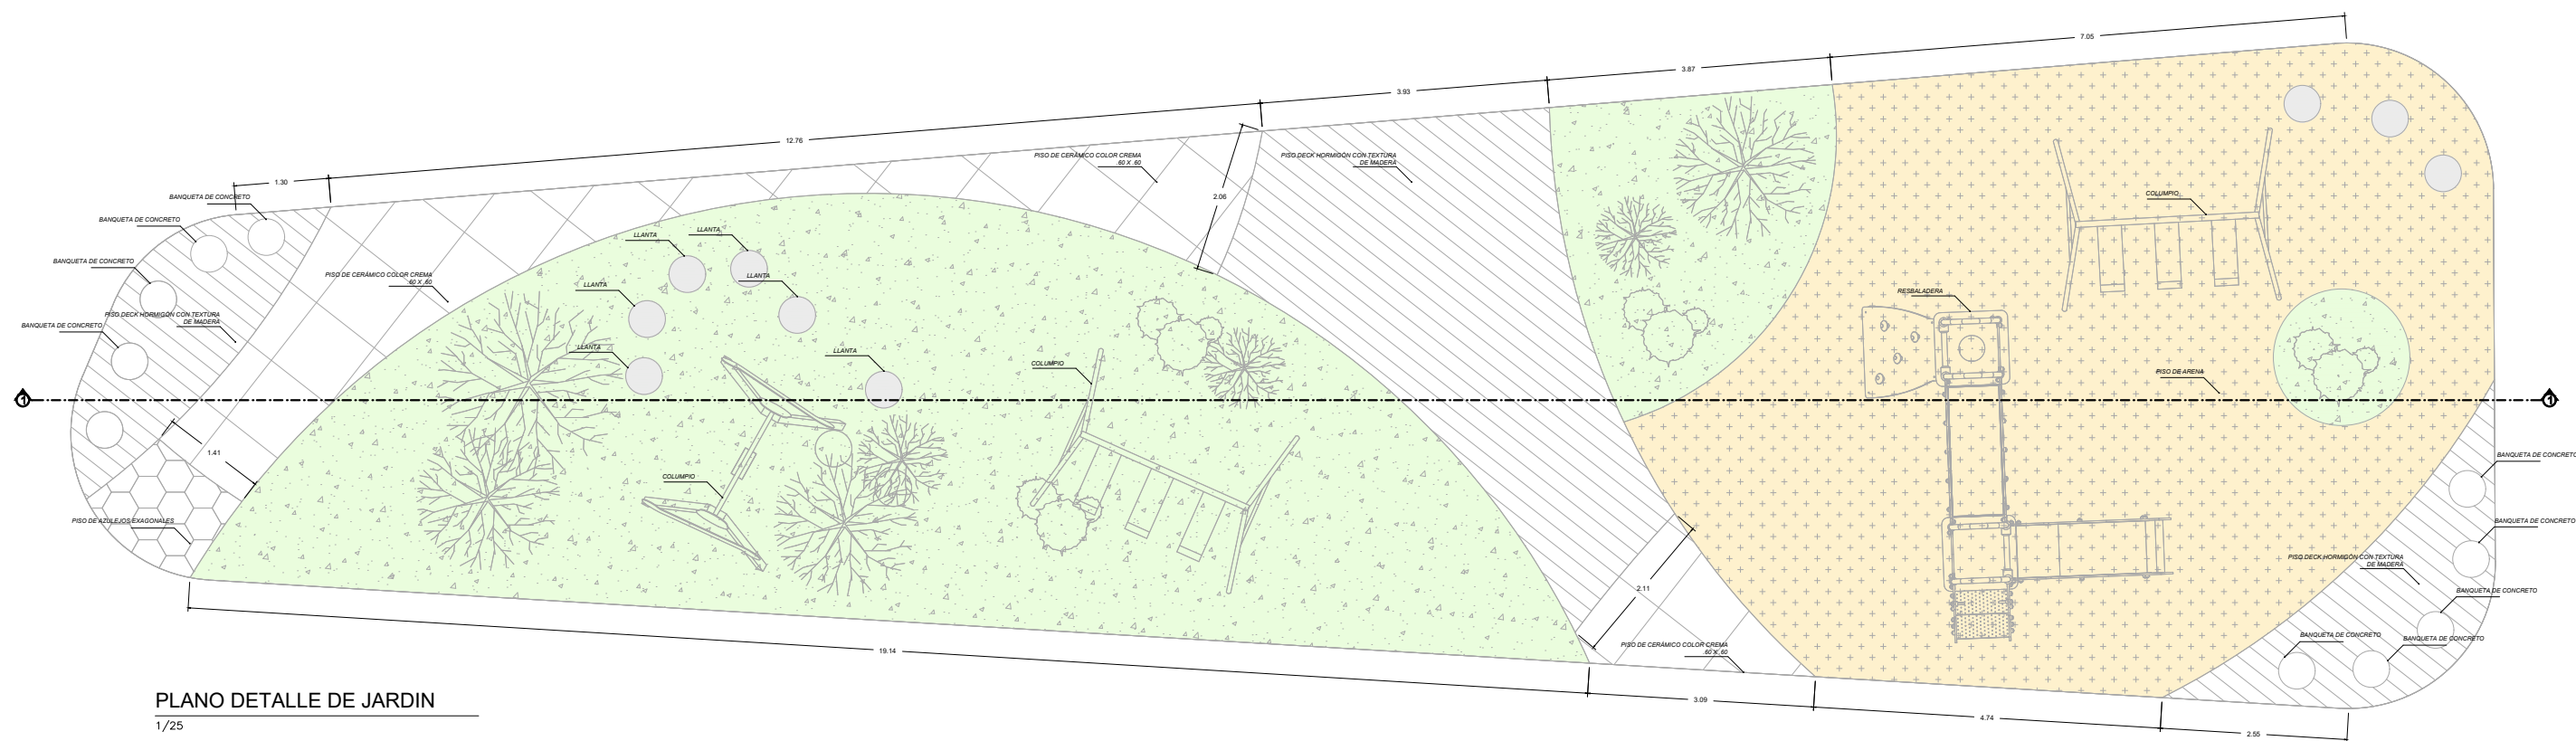 7.05
3.87
3.93
12.76
1.30
PISO DE CERÁMICO COLOR CREMA
.60 X .60
PISO DECK HORMIGÓN CON TEXTURA
DE MADERA
2.06
COLUMPIO
BANQUETA DE CONCRETO
BANQUETA DE CONCRETO
BANQUETA DE CONCRETO
BANQUETA DE CONCRETO
LLANTA
LLANTA
LLANTA
LLANTA
LLANTA
LLANTA
PISO DE CERÁMICO COLOR CREMA
.60 X .60
PISO DECK HORMIGÓN CON TEXTURA
DE MADERA
RESBALADERA
COLUMPIO
PISO DE ARENA
1
1
1.41
COLUMPIO
PISO DE AZULEJOS EXAGONALES
BANQUETA DE CONCRETO
BANQUETA DE CONCRETO
PISO DECK HORMIGÓN CON TEXTURA
DE MADERA
BANQUETA DE CONCRETO
2.11
BANQUETA DE CONCRETO
BANQUETA DE CONCRETO
PISO DE CERÁMICO COLOR CREMA
.60 X .60
19.14
3.09
4.74
2.55
PLANO DETALLE DE JARDIN
1/25